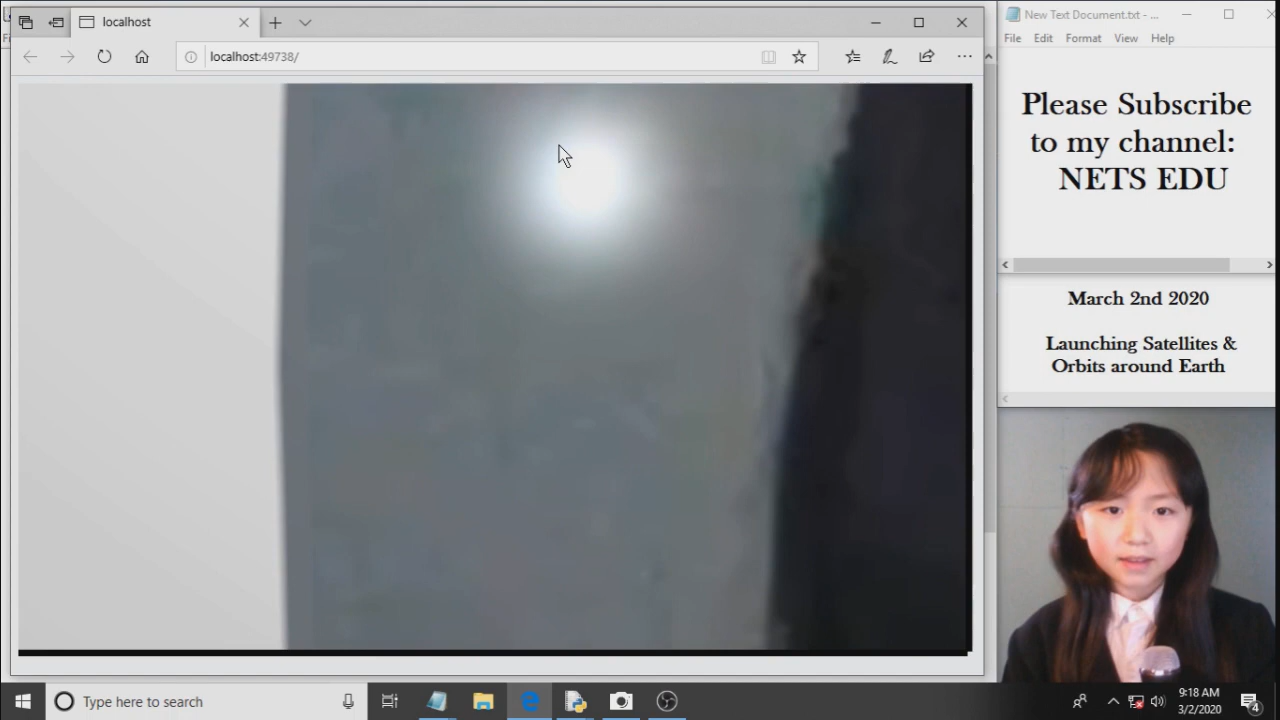 localhost
localhost:49738/
New Text Document.txt - ...
File Edit Format View Help
Please Subscribe
to my channel:
NETS EDU
March 2nd 2020
Launching Satellites &
Orbits around Earth
Type here to search
9:18 AM
3/2/2020
4